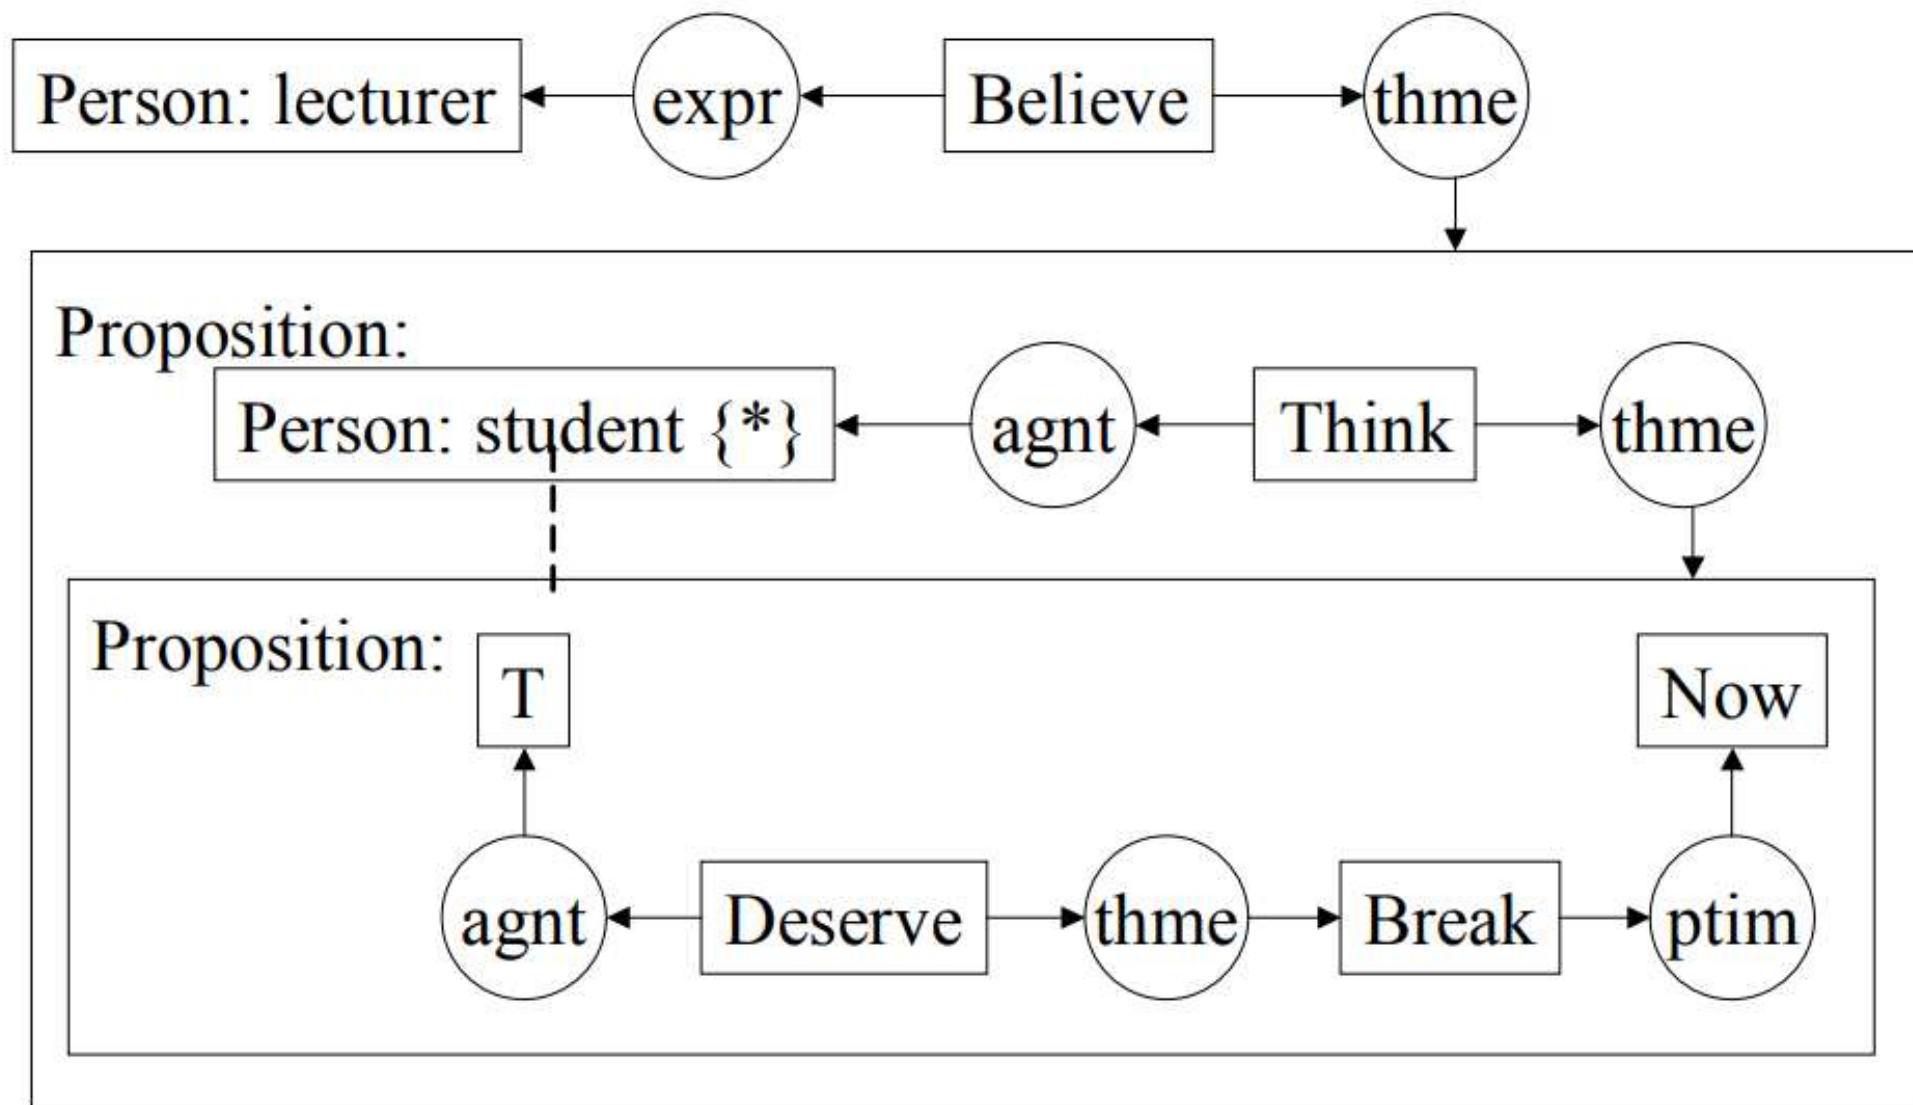 Person: lecturer expr Believe thme
Proposition:
Person: student {*} agnt Think thme
Proposition:
T Now
agnt Deserve thme Break ptim